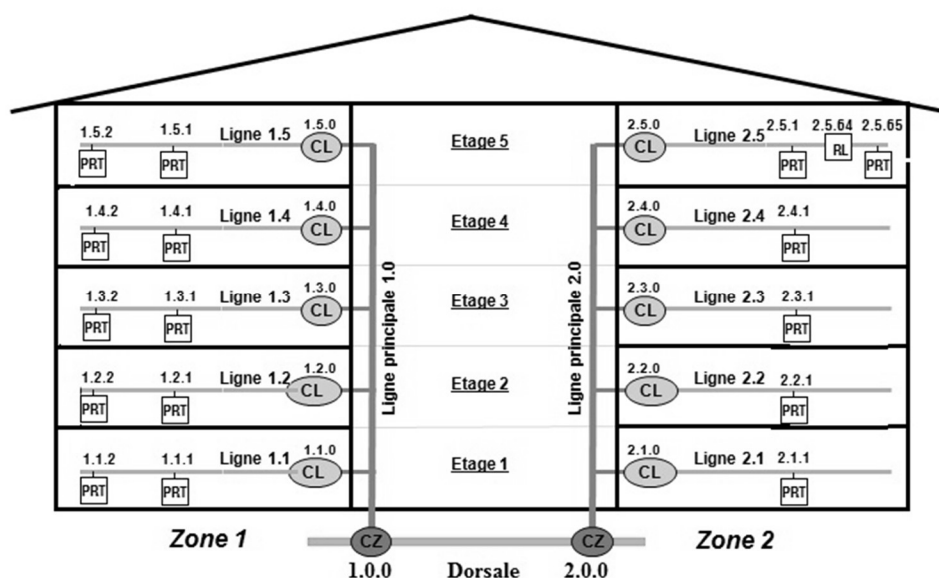 1.5.2 1.5.1 Ligne 1.5 1.5.0 Etage 5 2.5.0 Ligne 2.5 2.5.1 2.5.64 2.5.65
PRT PRT CL CL PRT RL PRT
1.4.2 1.4.1 Ligne 1.4 1.4.0 Etage 4 2.4.0 Ligne 2.4 2.4.1
PRT PRT CL CL PRT
1.3.2 1.3.1 Ligne 1.3 1.3.0 Etage 3 2.3.0 Ligne 2.3 2.3.1
PRT PRT CL CL PRT
Ligne principale 1.0
Ligne principale 2.0
1.2.2 1.2.1 Ligne 1.2 1.2.0 Etage 2 2.2.0 Ligne 2.2 2.2.1
PRT PRT CL CL PRT
1.1.2 1.1.1 Ligne 1.1 1.1.0 Etage 1 2.1.0 Ligne 2.1 2.1.1
PRT PRT CL CL PRT
Zone 1 CZ CZ Zone 2
1.0.0 Dorsale 2.0.0